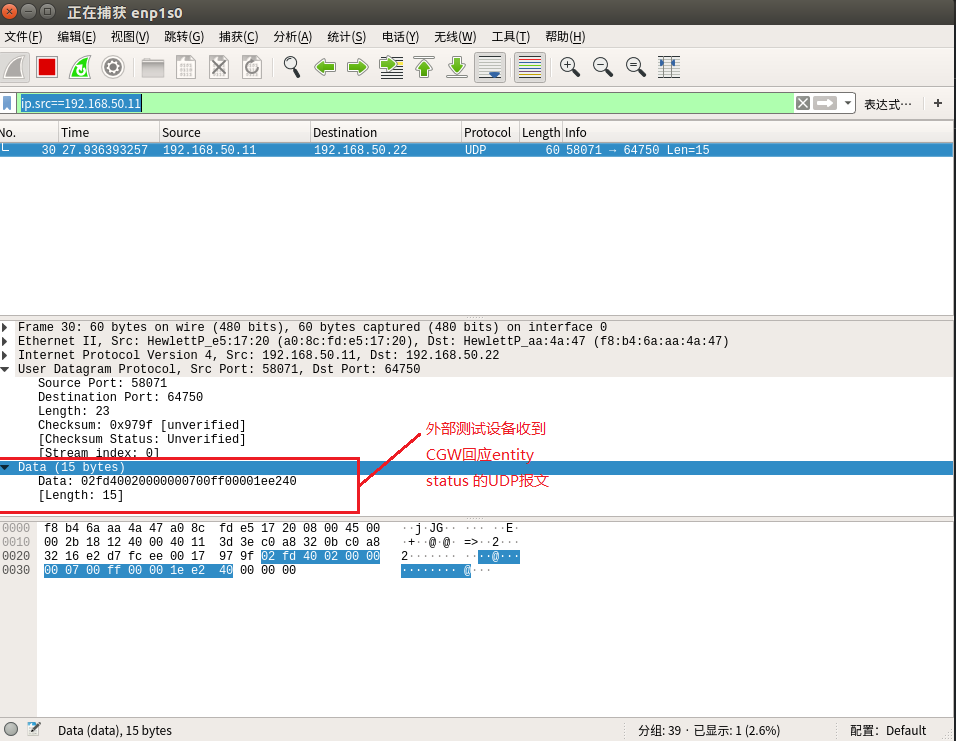 正在捕获 enp1s0
文件(F) 编辑(E) 视图(V) 跳转(G) 捕获(C) 分析(A) 统计(S) 电话(Y) 无线(W) 工具(T) 帮助(H)
ip.src==192.168.50.11 表达式… +
No. Time Source Destination Protocol Length Info
30 27.936393257 192.168.50.11 192.168.50.22 UDP 60 58071 → 64750 Len=15
Frame 30: 60 bytes on wire (480 bits), 60 bytes captured (480 bits) on interface 0
Ethernet II, Src: HewlettP_e5:17:20 (a0:8c:fd:e5:17:20), Dst: HewlettP_aa:4a:47 (f8:b4:6a:aa:4a:47)
Internet Protocol Version 4, Src: 192.168.50.11, Dst: 192.168.50.22
User Datagram Protocol, Src Port: 58071, Dst Port: 64750
Source Port: 58071
Destination Port: 64750
Length: 23
Checksum: 0x979f [unverified]
[Checksum Status: Unverified]
[Stream index: 0]
Data (15 bytes)
Data: 02fd40020000000700ff00001ee240
[Length: 15]
外部测试设备收到
CGW回应entity
status 的UDP报文
0000 f8 b4 6a aa 4a 47 a0 8c fd e5 17 20 08 00 45 00 ··j·JG·· ··· ··E·
0010 00 2b 18 12 40 00 40 11 3d 3e c0 a8 32 0b c0 a8 ·+··@·@· =>··2···
0020 32 16 e2 d7 fc ee 00 17 97 9f 02 fd 40 02 00 00 2······· ····@···
0030 00 07 00 ff 00 00 1e e2 40 00 00 00 ········ @···
Data (data), 15 bytes 分组: 39 · 已显示: 1 (2.6%) 配置: Default